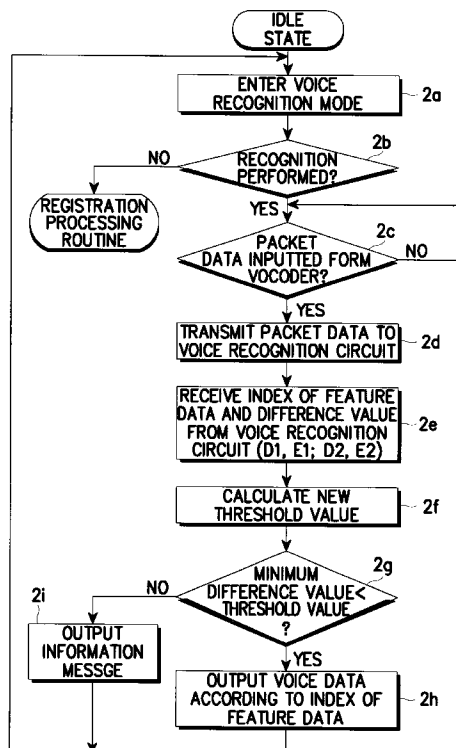 IDLE
STATE
ENTER VOICE
RECOGNITION MODE
2a
2b
NO
RECOGNITION
PERFORMED?
REGISTRATION
PROCESSING
ROUTINE
YES
2c
PACKET
DATA INPUTTED FORM
VOCODER?
NO
YES
TRANSMIT PACKET DATA TO
VOICE RECOGNITION CIRCUIT
2d
RECEIVE INDEX OF FEATURE
DATA AND DIFFERENCE VALUE
FROM VOICE RECOGNITION
CIRCUIT (D1, E1; D2, E2)
2e
CALCULATE NEW
THRESHOLD VALUE
2f
2g
NO
MINIMUM
DIFFERENCE VALUE<
THRESHOLD VALUE
?
2i
OUTPUT
INFORMATION
MESSGE
YES
OUTPUT VOICE DATA
ACCORDING TO INDEX OF
FEATURE DATA
2h